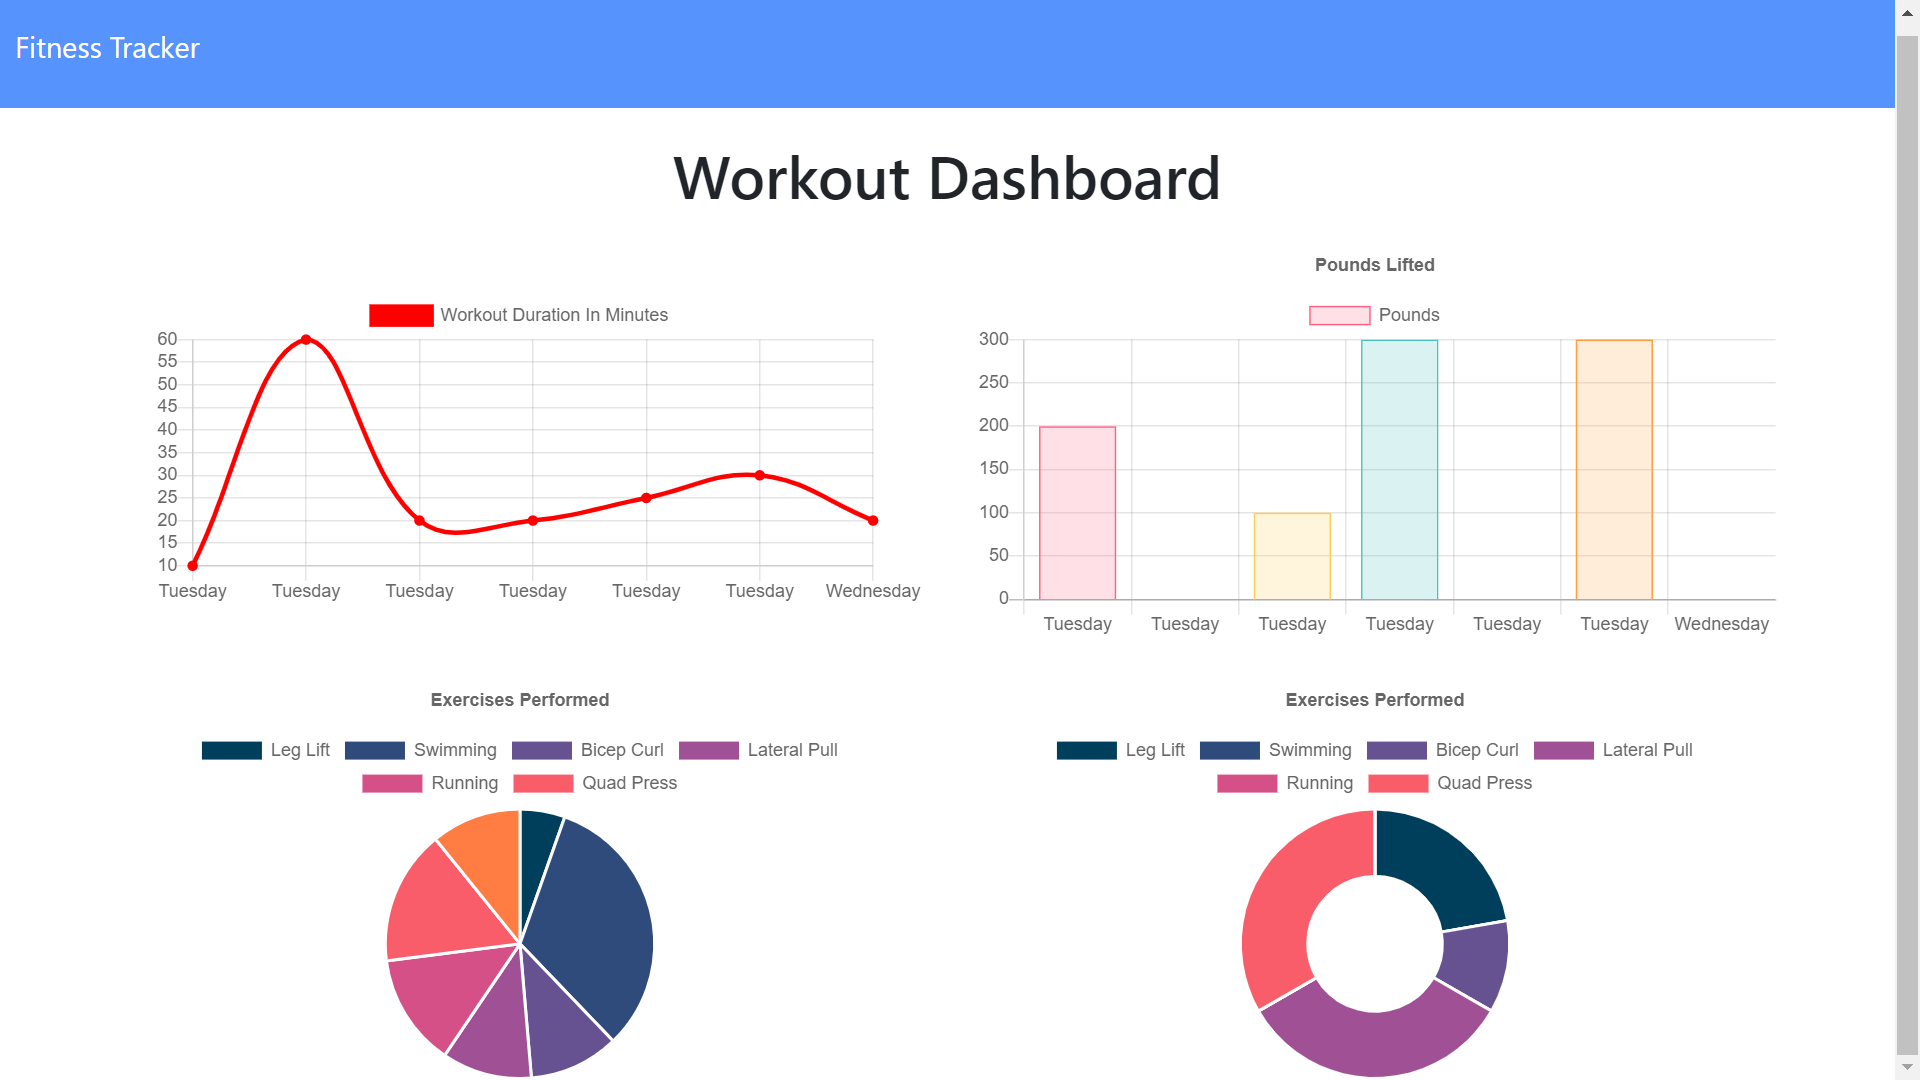 Fitness Tracker
Workout Dashboard
Workout Duration In Minutes
60
55
50
45
40
35
30
25
20
15
10
Tuesday Tuesday Tuesday Tuesday Tuesday Tuesday Wednesday
Pounds Lifted
Pounds
300
250
200
150
100
50
0
Tuesday Tuesday Tuesday Tuesday Tuesday Tuesday Wednesday
Exercises Performed
Leg Lift Swimming Bicep Curl Lateral Pull
Running Quad Press
Exercises Performed
Leg Lift Swimming Bicep Curl Lateral Pull
Running Quad Press